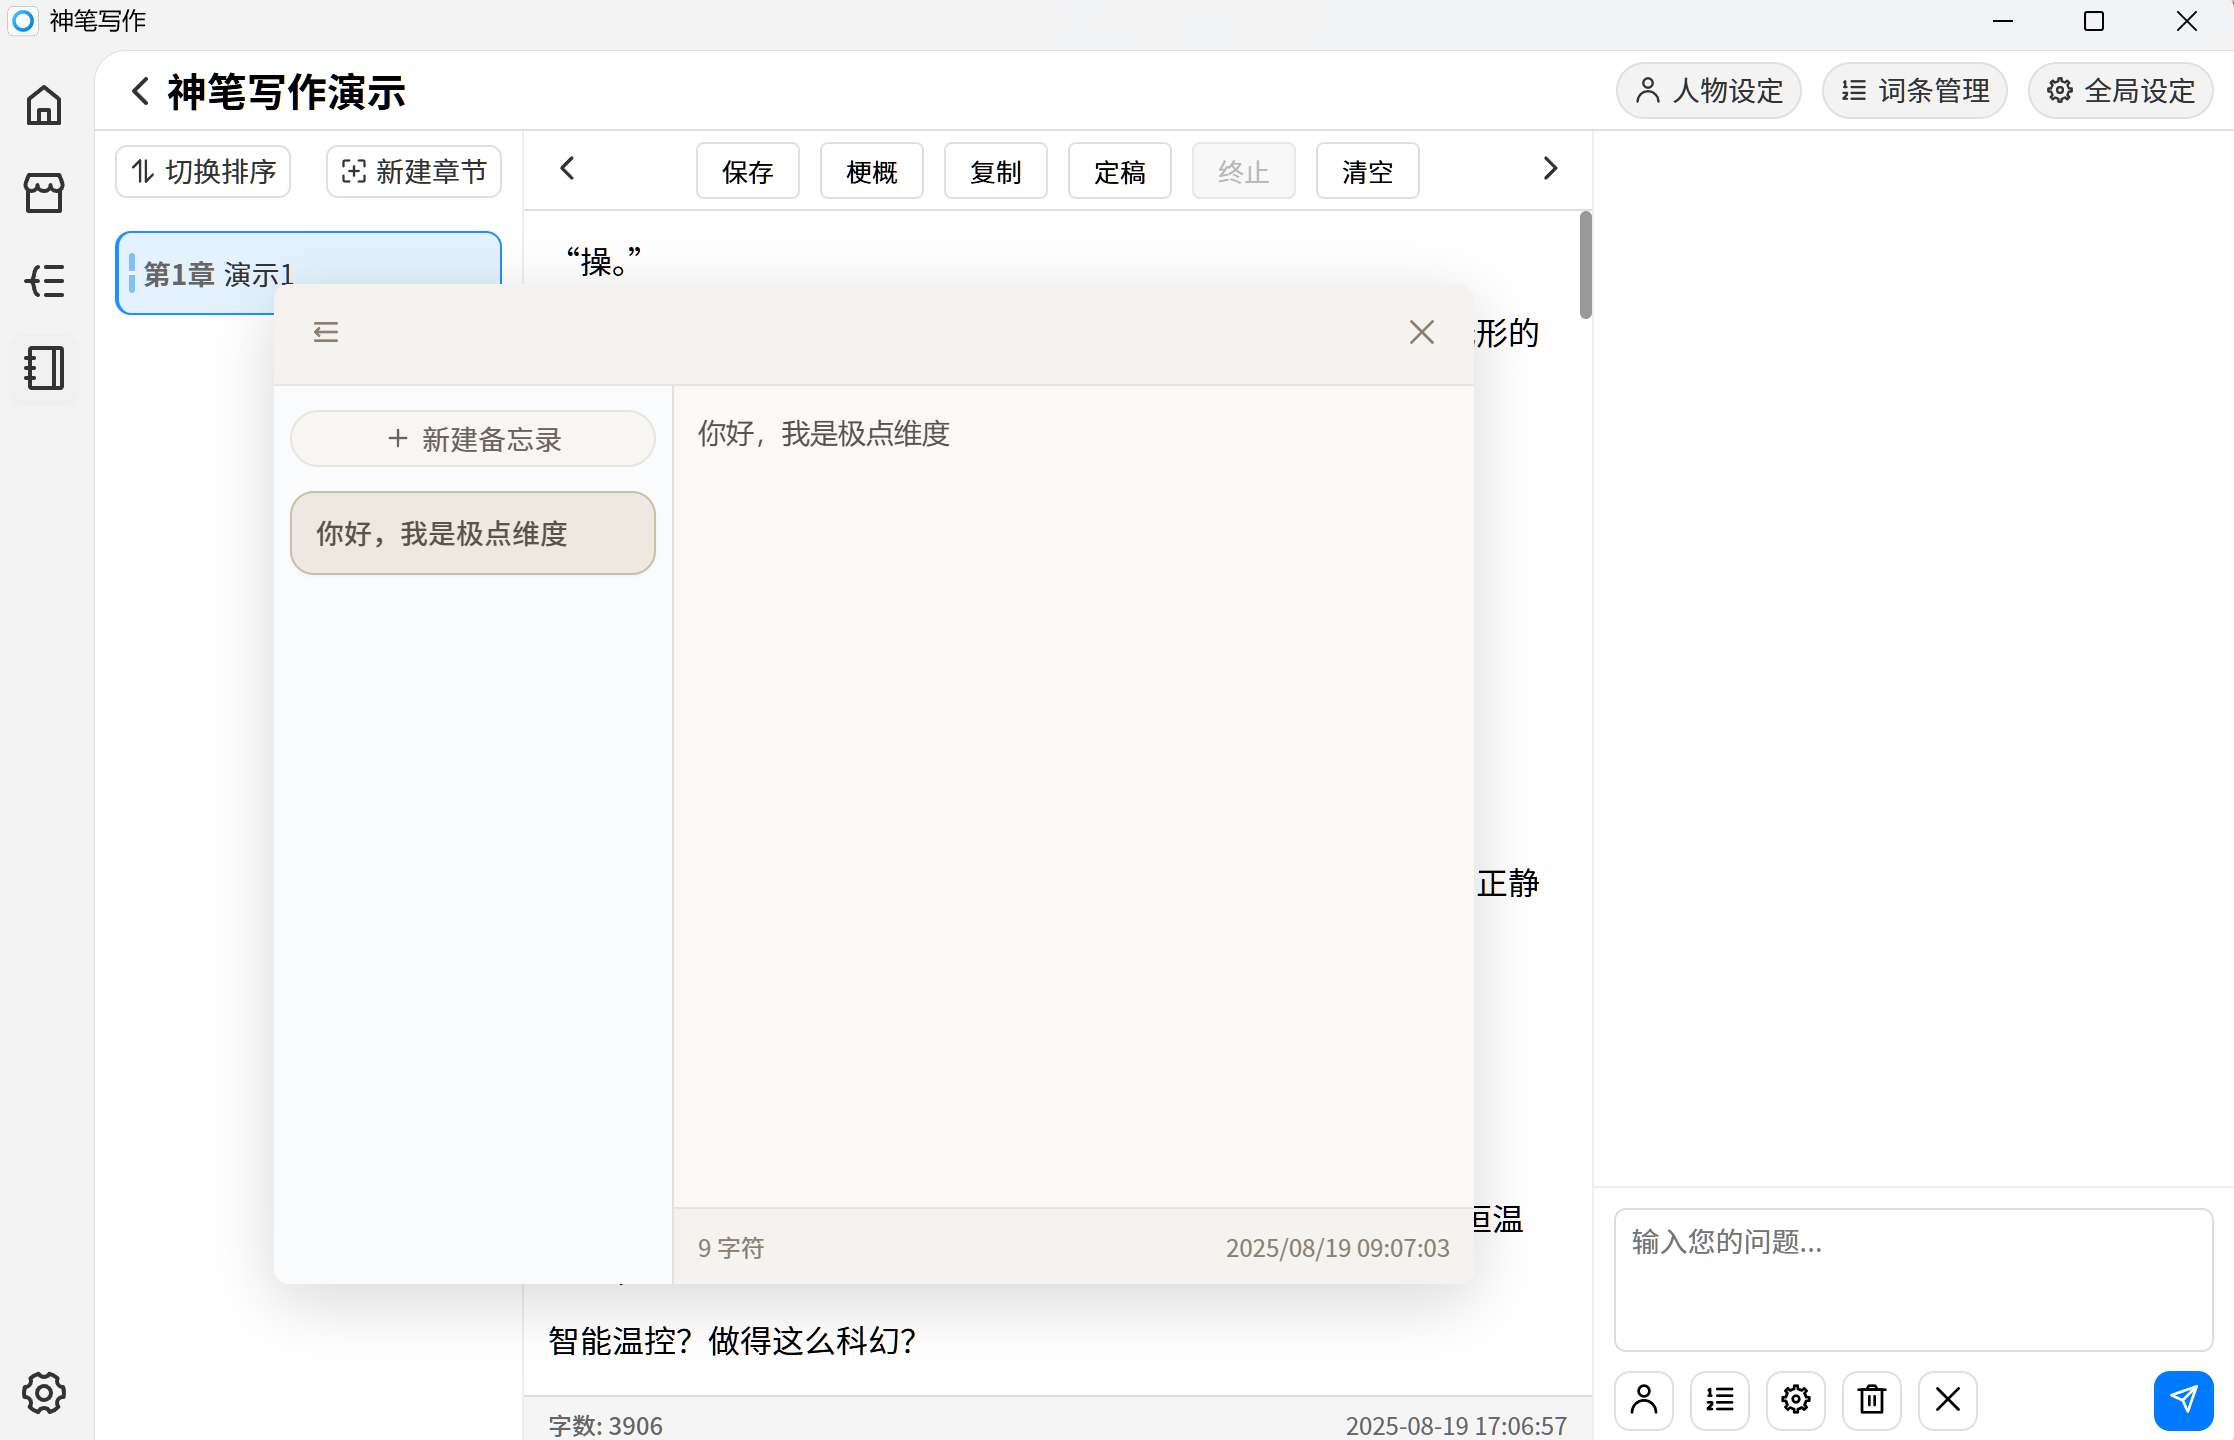 神笔写作
神笔写作演示
人物设定
词条管理
全局设定
切换排序
新建章节
保存
梗概
复制
定稿
终止
清空
第1章 演示1
“操。”
形的
新建备忘录
你好，我是极点维度
你好，我是极点维度
正静
恒温
9 字符
2025/08/19 09:07:03
智能温控？做得这么科幻？
字数: 3906
2025-08-19 17:06:57
输入您的问题...